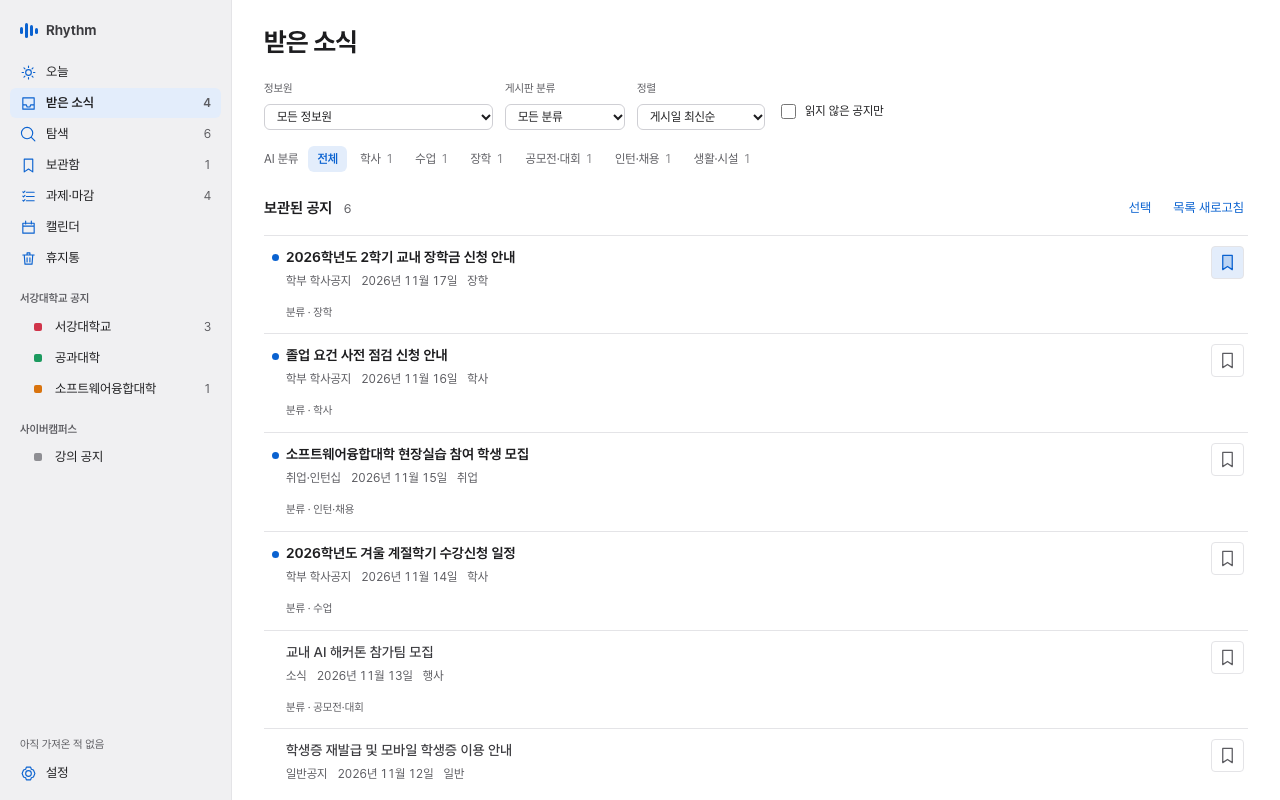 Rhythm
오늘
받은 소식 4
탐색 6
보관함 1
과제·마감 4
캘린더
휴지통
서강대학교 공지
서강대학교 3
공과대학
소프트웨어융합대학 1
사이버캠퍼스
강의 공지
아직 가져온 적 없음
설정
받은 소식
정보원 게시판 분류 정렬
모든 정보원 모든 분류 게시일 최신순 읽지 않은 공지만
AI 분류 전체 학사 1 수업 1 장학 1 공모전·대회 1 인턴·채용 1 생활·시설 1
보관된 공지 6 선택 목록 새로고침
2026학년도 2학기 교내 장학금 신청 안내
학부 학사공지 2026년 11월 17일 장학
분류 · 장학
졸업 요건 사전 점검 신청 안내
학부 학사공지 2026년 11월 16일 학사
분류 · 학사
소프트웨어융합대학 현장실습 참여 학생 모집
취업·인턴십 2026년 11월 15일 취업
분류 · 인턴·채용
2026학년도 겨울 계절학기 수강신청 일정
학부 학사공지 2026년 11월 14일 학사
분류 · 수업
교내 AI 해커톤 참가팀 모집
소식 2026년 11월 13일 행사
분류 · 공모전·대회
학생증 재발급 및 모바일 학생증 이용 안내
일반공지 2026년 11월 12일 일반